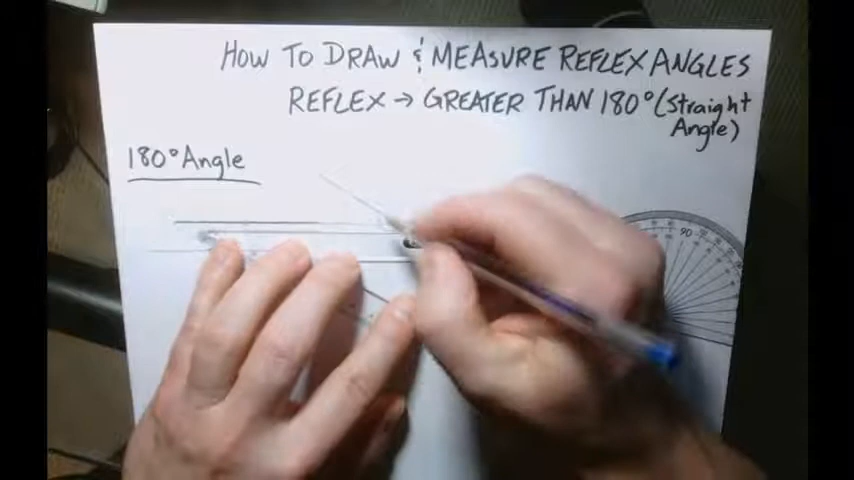 HOW TO DRAW & MEASURE REFLEX ANGLES
REFLEX → GREATER THAN 180° (Straight
Angle)
180° Angle
90